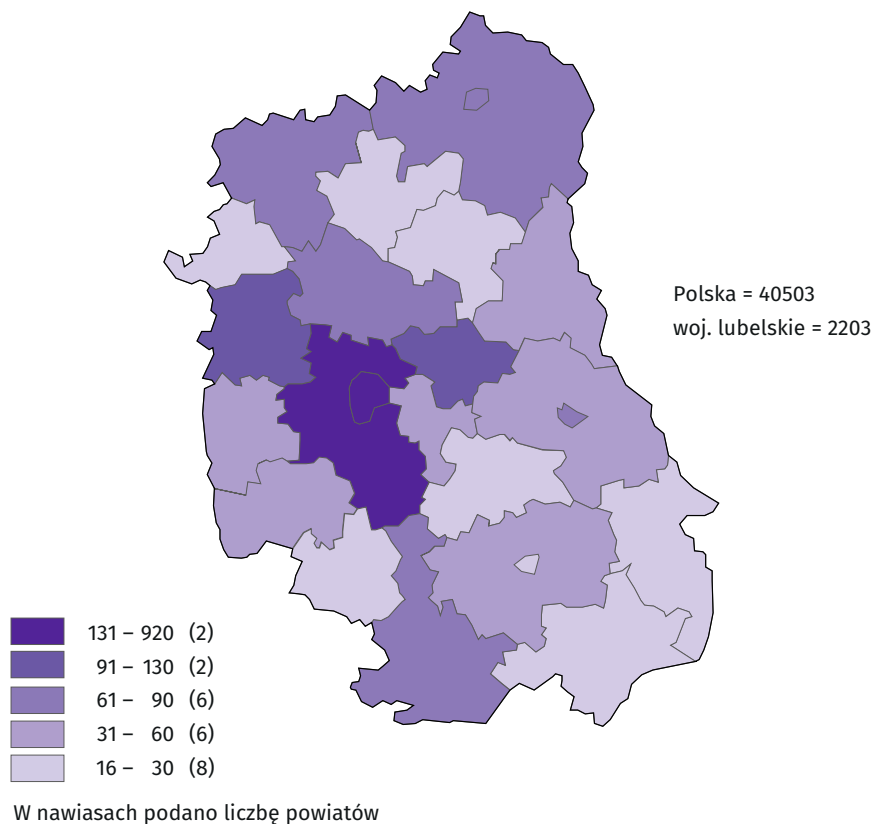 Polska = 40503
woj. lubelskie = 2203
131 – 920 (2)
91 – 130 (2)
61 – 90 (6)
31 – 60 (6)
16 – 30 (8)
W nawiasach podano liczbę powiatów